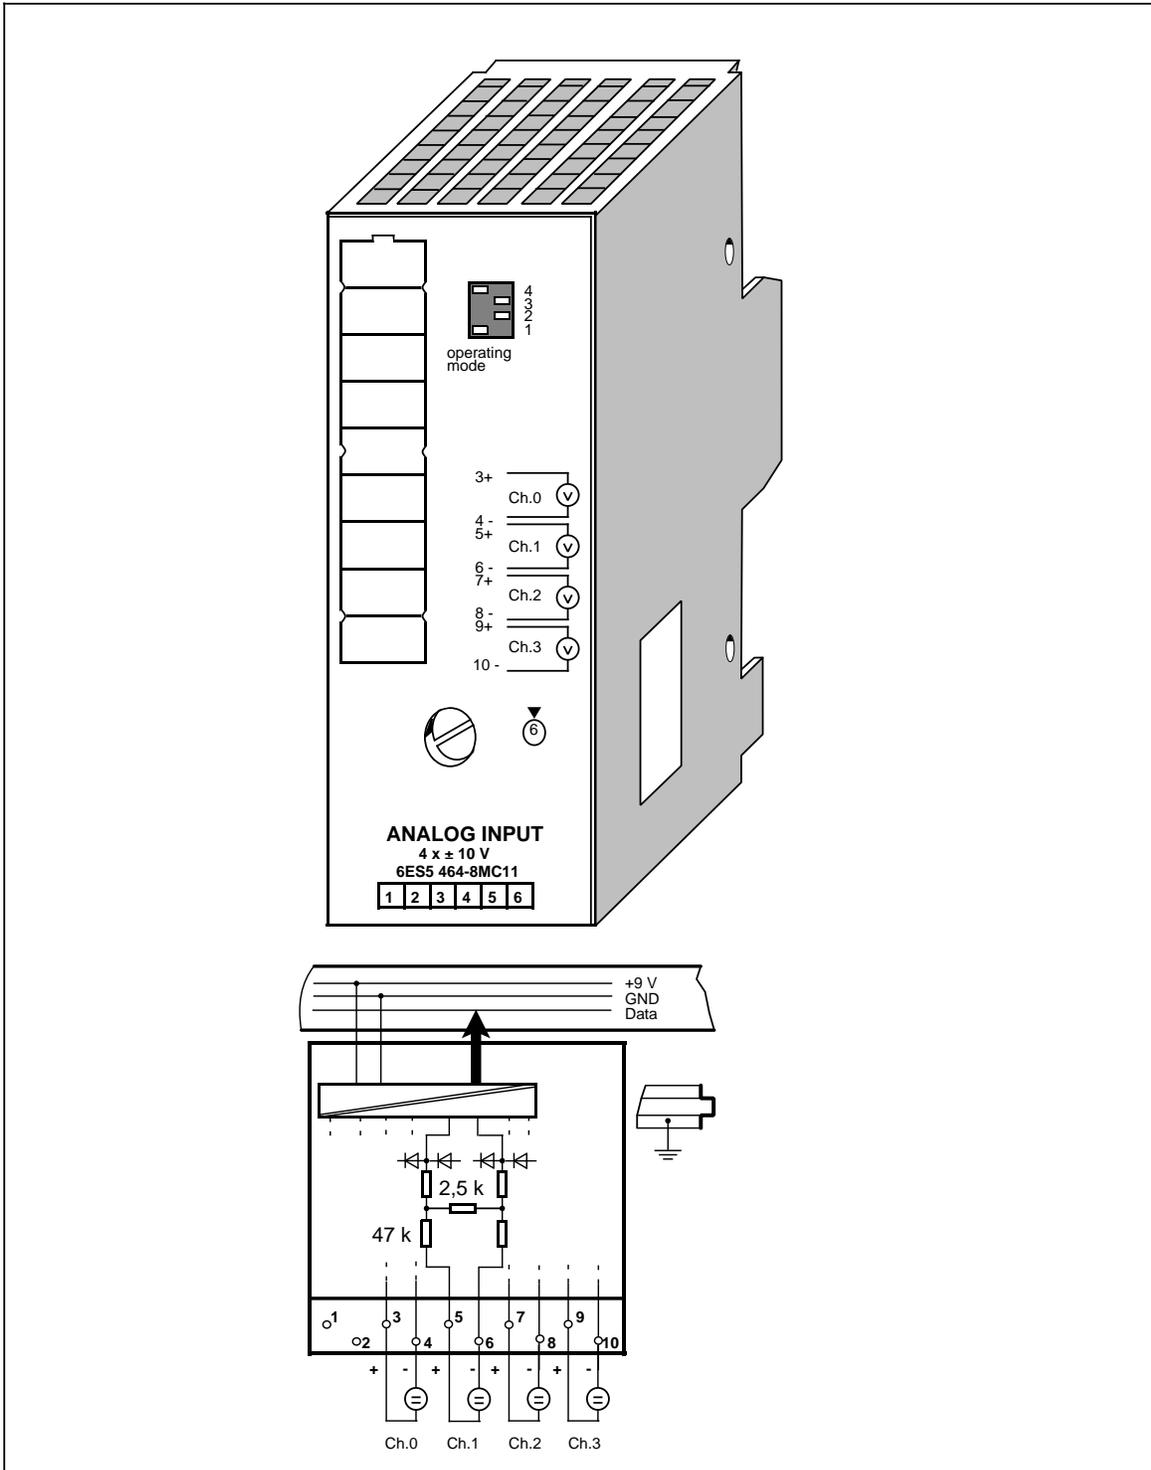 4
3
2
1
operating
mode
3+
Ch.0
4 -
5+
Ch.1
6 -
7+
Ch.2
8 -
9+
Ch.3
10 -
6
ANALOG INPUT
4 x ± 10 V
6ES5 464-8MC11
1 2 3 4 5 6
+9 V
GND
Data
2,5 k
47 k
1 3 5 7 9
2 4 6 8 10
+ - + - + - + -
Ch.0 Ch.1 Ch.2 Ch.3